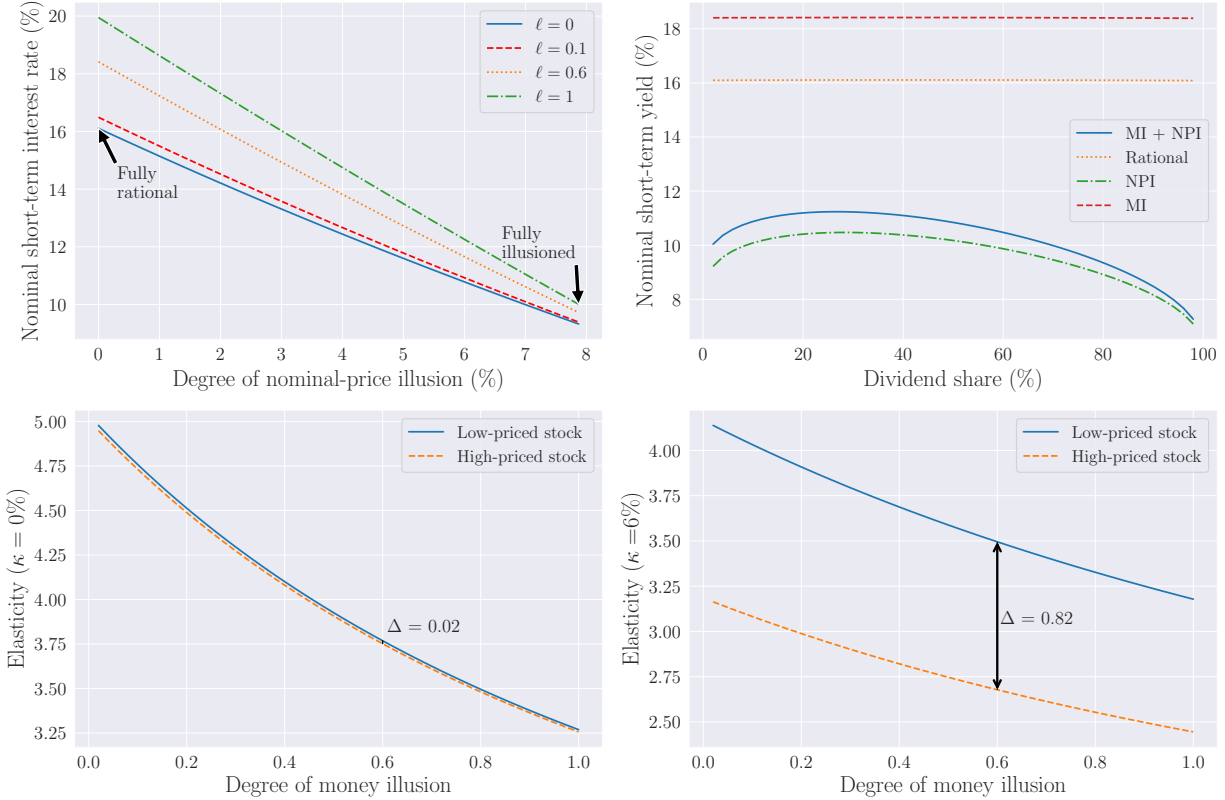 Nominal short-term interest rate (%)
20
18
16
14
12
10
ℓ = 0
ℓ = 0.1
ℓ = 0.6
ℓ = 1
Fully
rational
Fully
illusioned
0 1 2 3 4 5 6 7 8
Degree of nominal-price illusion (%)
Nominal short-term yield (%)
18
16
14
12
10
8
MI + NPI
Rational
NPI
MI
0 20 40 60 80 100
Dividend share (%)
Elasticity (κ = 0%)
5.00
4.75
4.50
4.25
4.00
3.75
3.50
3.25
Low-priced stock
High-priced stock
Δ = 0.02
0.0 0.2 0.4 0.6 0.8 1.0
Degree of money illusion
Elasticity (κ =6%)
4.00
3.75
3.50
3.25
3.00
2.75
2.50
Low-priced stock
High-priced stock
Δ = 0.82
0.0 0.2 0.4 0.6 0.8 1.0
Degree of money illusion